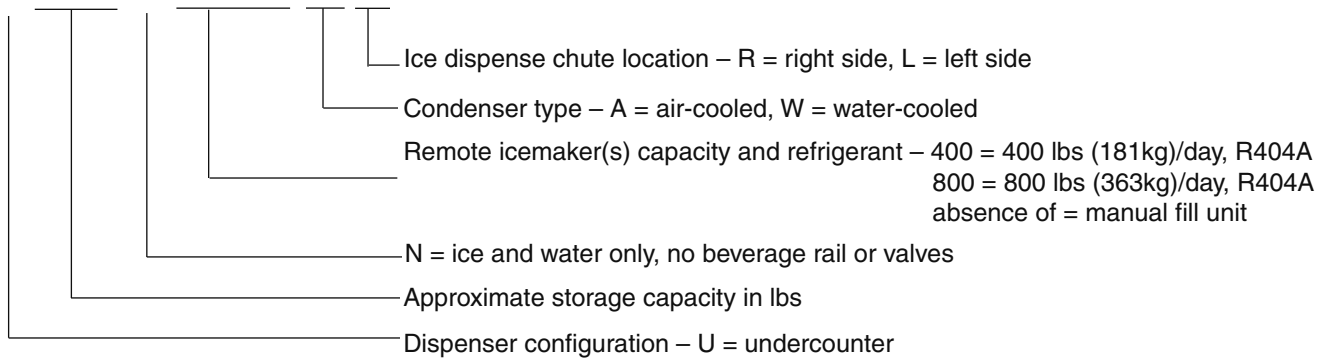 Ice dispense chute location – R = right side, L = left side
Condenser type – A = air-cooled, W = water-cooled
Remote icemaker(s) capacity and refrigerant – 400 = 400 lbs (181kg)/day, R404A
800 = 800 lbs (363kg)/day, R404A
absence of = manual fill unit
N = ice and water only, no beverage rail or valves
Approximate storage capacity in lbs
Dispenser configuration – U = undercounter